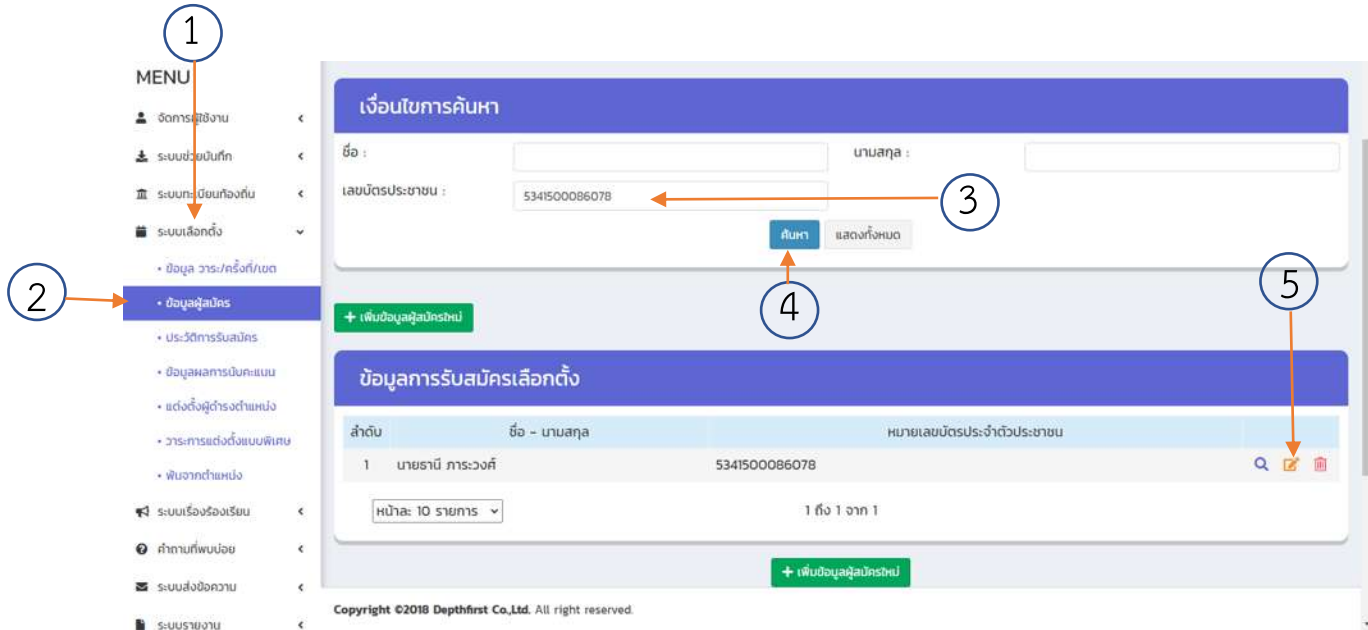 1
MENU
จัดการผู้ใช้งาน
ระบบช่วยบันทึก
ระบบทะเบียนท้องถิ่น
ระบบเลือกตั้ง
• ข้อมูล วาระ/ครั้งที่/เขต
2
• ข้อมูลผู้สมัคร
• ประวัติการรับสมัคร
• ข้อมูลผลการนับคะแนน
• แต่งตั้งผู้ดำรงตำแหน่ง
• วาระการแต่งตั้งแบบพิเศษ
• พ้นจากตำแหน่ง
ระบบเรื่องร้องเรียน
คำถามที่พบบ่อย
ระบบส่งข้อความ
ระบบรายงาน
เงื่อนไขการค้นหา
ชื่อ : นามสกุล :
เลขบัตรประชาชน : 5341500086078
3
ค้นหา แสดงทั้งหมด
4
5
+ เพิ่มข้อมูลผู้สมัครใหม่
ข้อมูลการรับสมัครเลือกตั้ง
ลำดับ ชื่อ - นามสกุล หมายเลขบัตรประจำตัวประชาชน
1 นายธานี ภาระวงศ์ 5341500086078
หน้าละ 10 รายการ 1 ถึง 1 จาก 1
+ เพิ่มข้อมูลผู้สมัครใหม่
Copyright ©2018 Depthfirst Co.,Ltd. All right reserved.